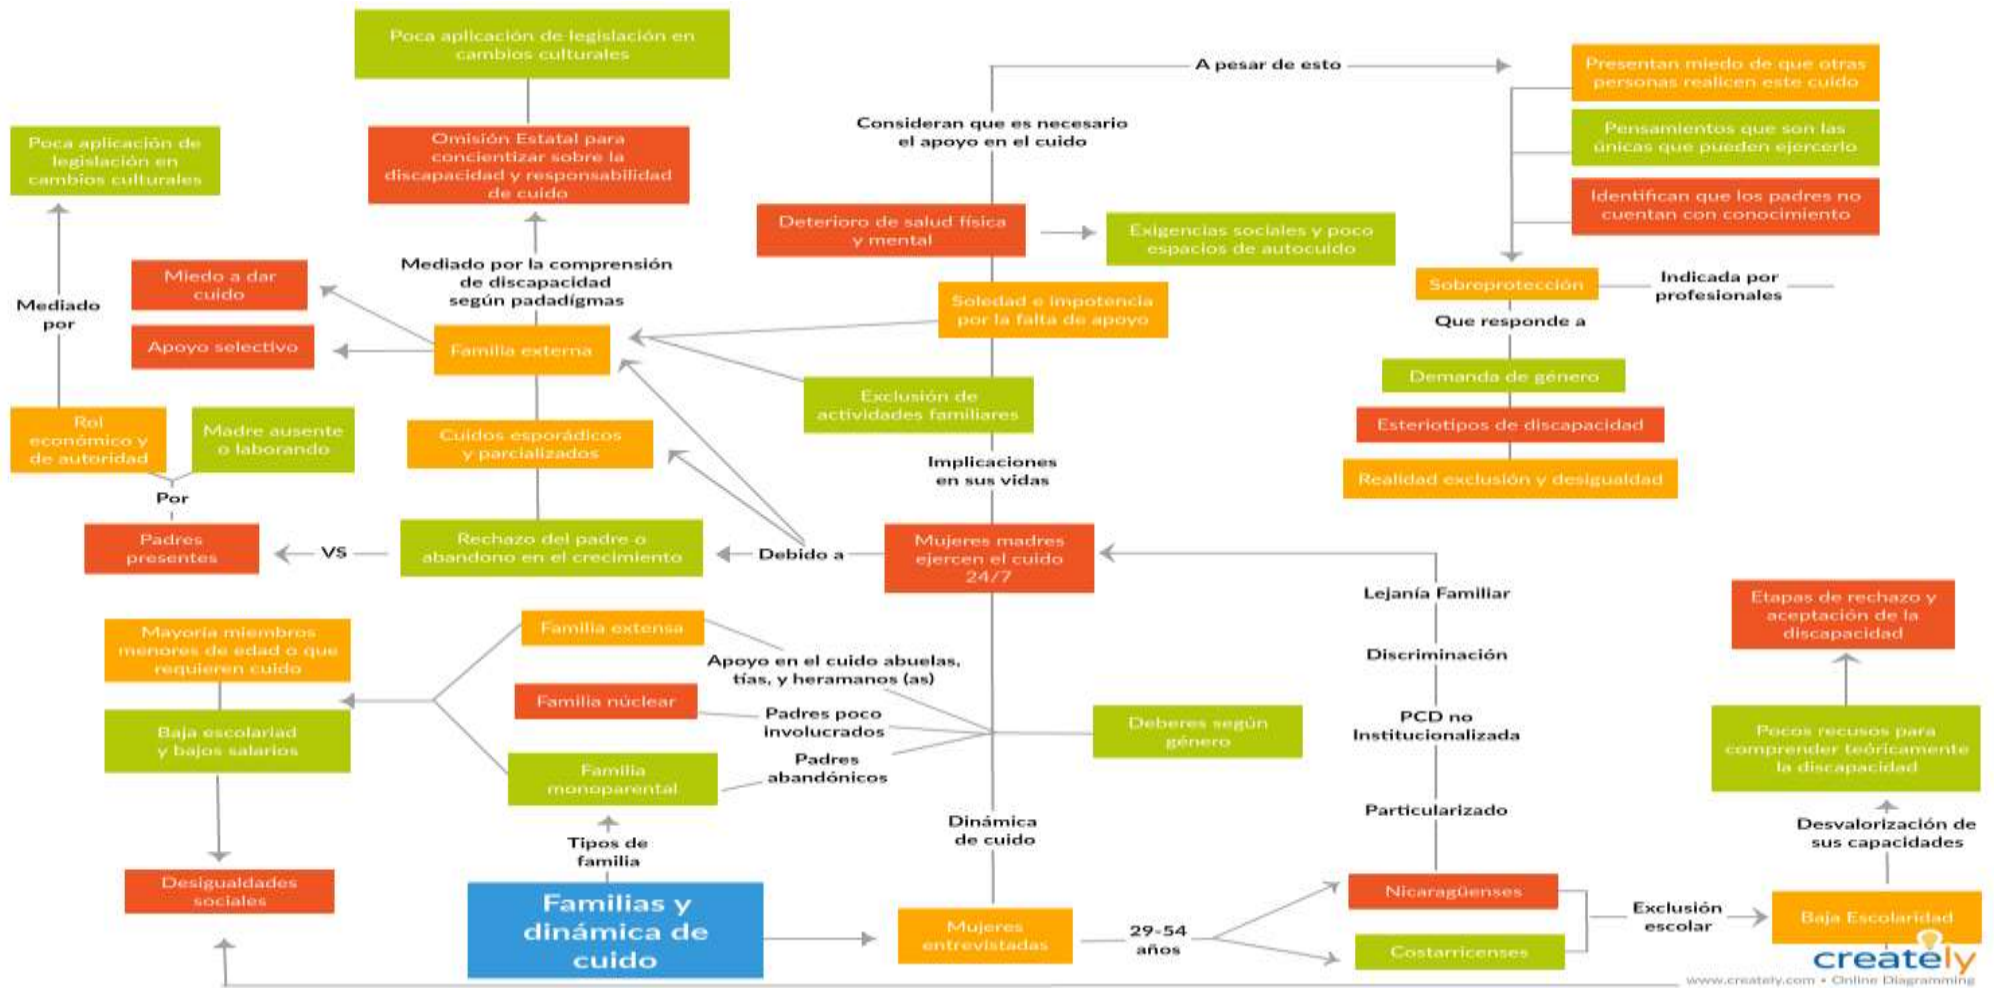 Poca aplicación de legislación en
cambios culturales
A pesar de esto
Presentan miedo de que otras
personas realicen este cuido
Consideran que es necesario
el apoyo en el cuido
Pensamientos que son las
únicas que pueden ejercerlo
Poca aplicación de
legislación en
cambios culturales
Omisión Estatal para
concientizar sobre la
discapacidad y responsabilidad
de cuido
Identifican que los padres no
cuentan con conocimiento
Deterioro de salud física
y mental
Exigencias sociales y poco
espacios de autocuido
Miedo a dar
cuido
Mediado por la comprensión
de discapacidad
según padadígmas
Sobreprotección
Indicada por
profesionales
Mediado
por
Soledad e impotencia
por la falta de apoyo
Que responde a
Apoyo selectivo
Familia externa
Demanda de género
Exclusión de
actividades familiares
Rol
económico y
de autoridad
Madre ausente
o laborando
Cuidos esporádicos
y parcializados
Esteriotipos de discapacidad
Implicaciones
en sus vidas
Realidad exclusión y desigualdad
Por
Padres
presentes
VS
Rechazo del padre o
abandono en el crecimiento
Debido a
Mujeres madres
ejercen el cuido
24/7
Lejanía Familiar
Etapas de rechazo y
aceptación de la
discapacidad
Mayoría miembros
menores de edad o que
requieren cuido
Familia extensa
Apoyo en el cuido abuelas,
tías, y heramanos (as)
Discriminación
Familia núclear
Padres poco
involucrados
Deberes según
género
PCD no
Institucionalizada
Baja escolariad
y bajos salarios
Pocos recusos para
comprender teóricamente
la discapacidad
Familia
monoparental
Padres
abandónicos
Particularizado
Dinámica
de cuido
Desvalorización de
sus capacidades
Tipos de
familia
Desigualdades
sociales
Familias y
dinámica de
cuido
Mujeres
entrevistadas
29-54
años
Nicaragüenses
Costarricenses
Exclusión
escolar
Baja Escolaridad
creately
www.creately.com • Online Diagramming